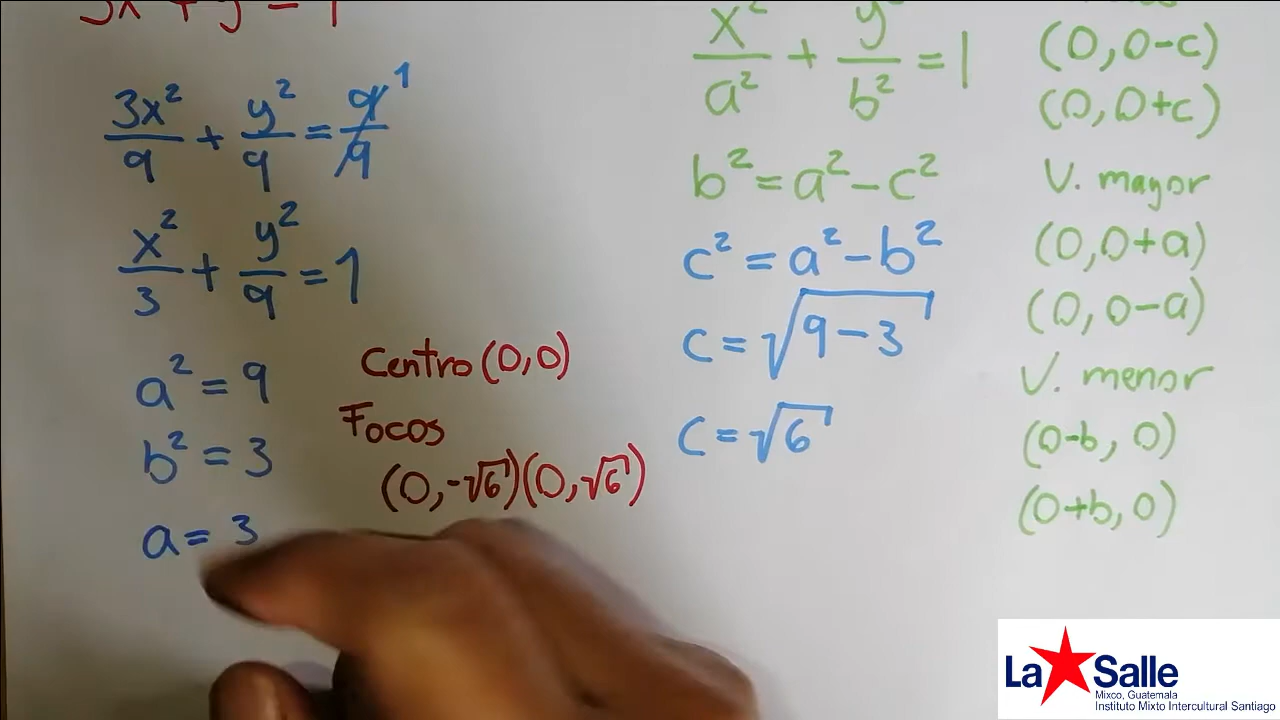 3x²/9 + y²/9 = 9/9 1
x²/3 + y²/9 = 1
a² = 9
b² = 3
a = 3
Centro (0,0)
Focos
(0,-√6)(0,√6)
x²/a² + y²/b² = 1
b² = a² - c²
c² = a² - b²
c = √9-3
c = √6
(0,0-c)
(0,0+c)
V. mayor
(0,0+a)
(0,0-a)
V. menor
(0-b,0)
(0+b,0)
La Salle
Mixco, Guatemala
Instituto Mixto Intercultural Santiago